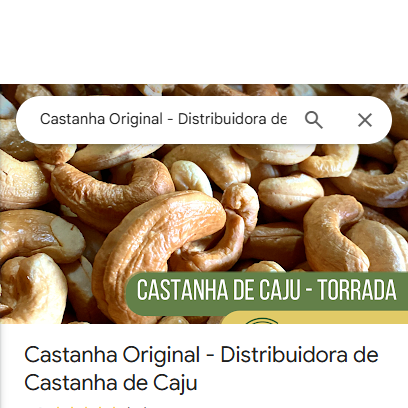 Castanha Original - Distribuidora de
CASTANHA DE CAJU - TORRADA
Castanha Original - Distribuidora de
Castanha de Caju